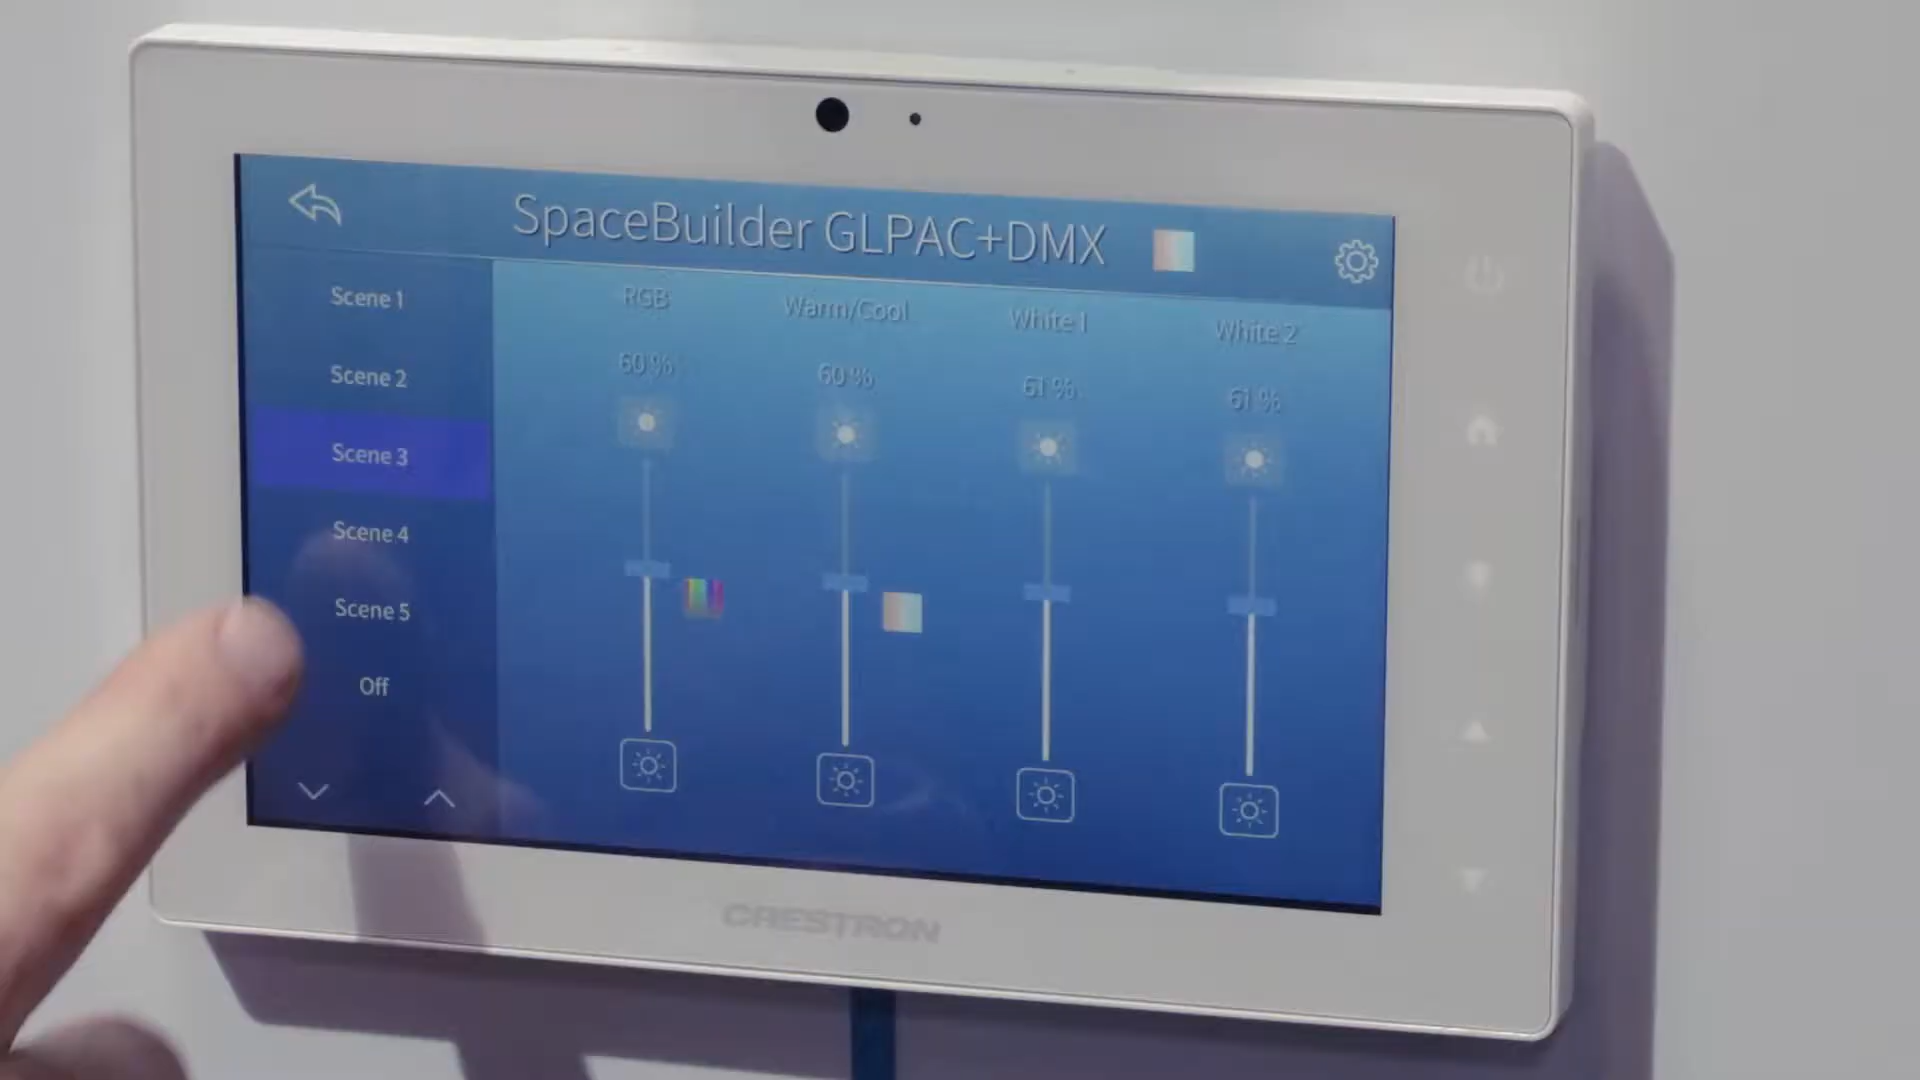 SpaceBuilder GLPAC+DMX
Scene 1
Scene 2
Scene 3
Scene 4
Scene 5
Off
RGB
Warm/Cool
White 1
White 2
60 %
60 %
61 %
61 %
CRESTRON